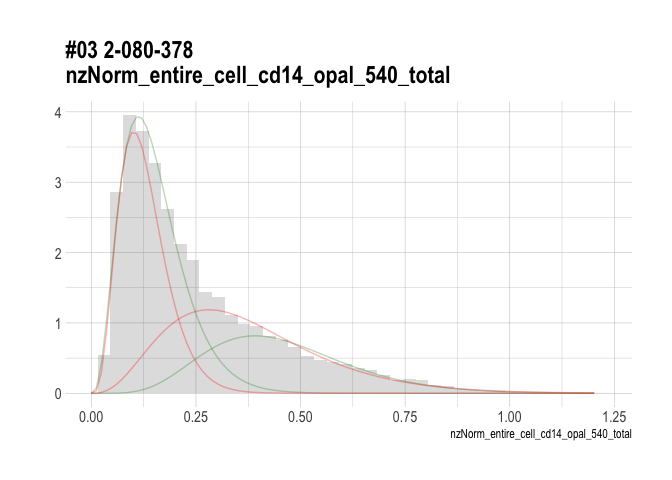 #03 2-080-378
nzNorm_entire_cell_cd14_opal_540_total
4
3
2
1
0
0.00 0.25 0.50 0.75 1.00 1.25
nzNorm_entire_cell_cd14_opal_540_total